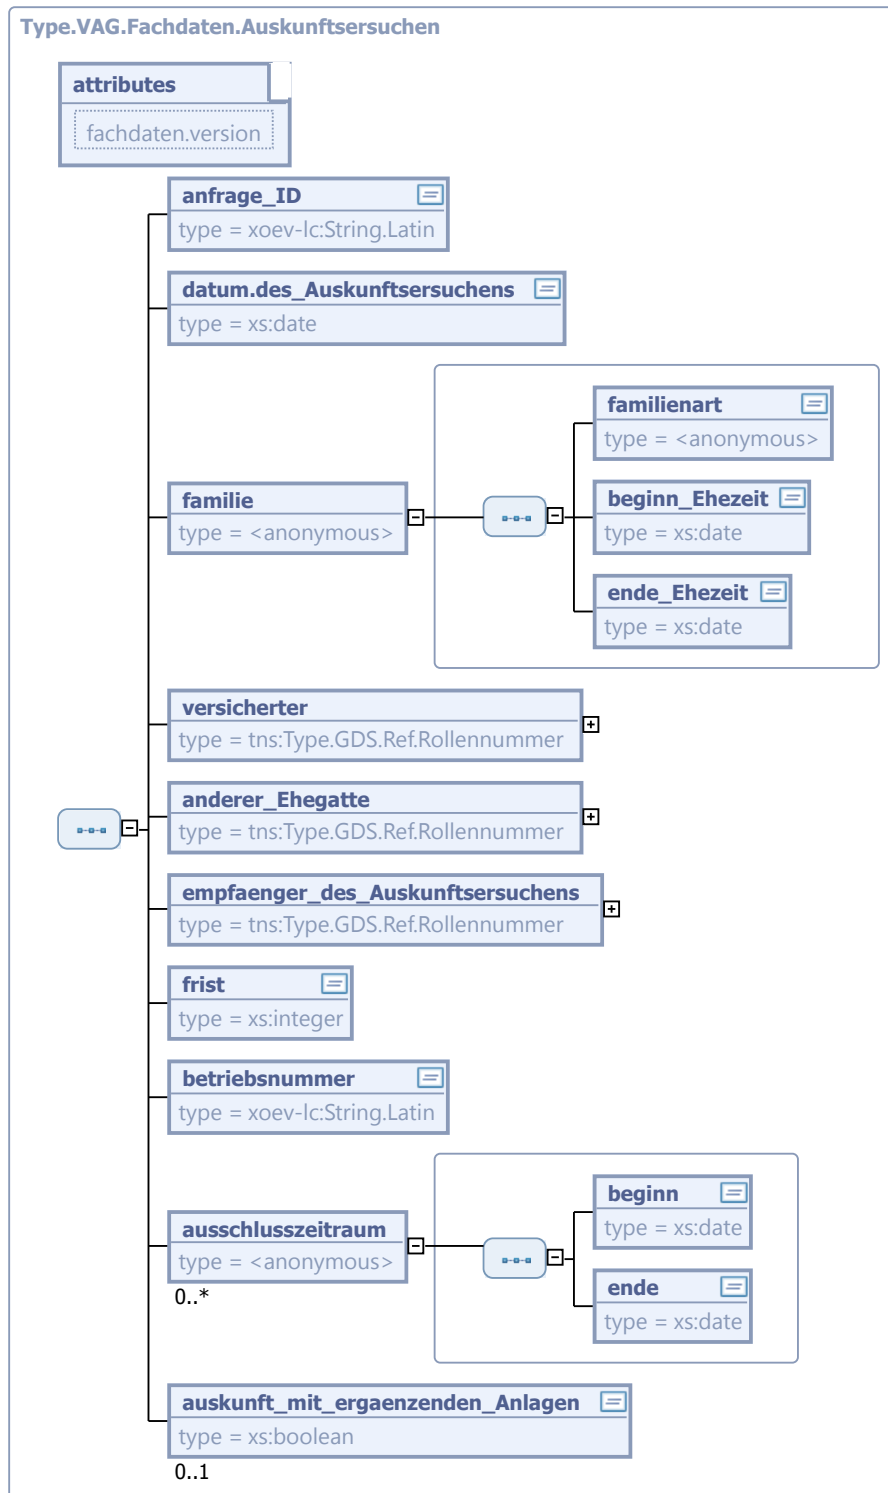 Type.VAG.Fachdaten.Auskunftsersuchen
attributes
fachdaten.version
anfrage_ID
type = xoev-lc:String.Latin
datum.des_Auskunftsersuchens
type = xs:date
familie
type = <anonymous>
familienart
type = <anonymous>
beginn_Ehezeit
type = xs:date
ende_Ehezeit
type = xs:date
versicherter
type = tns:Type.GDS.Ref.Rollennummer
anderer_Ehegatte
type = tns:Type.GDS.Ref.Rollennummer
empfaenger_des_Auskunftsersuchens
type = tns:Type.GDS.Ref.Rollennummer
frist
type = xs:integer
betriebsnummer
type = xoev-lc:String.Latin
ausschlusszeitraum
type = <anonymous>
0..*
beginn
type = xs:date
ende
type = xs:date
auskunft_mit_ergaenzenden_Anlagen
type = xs:boolean
0..1